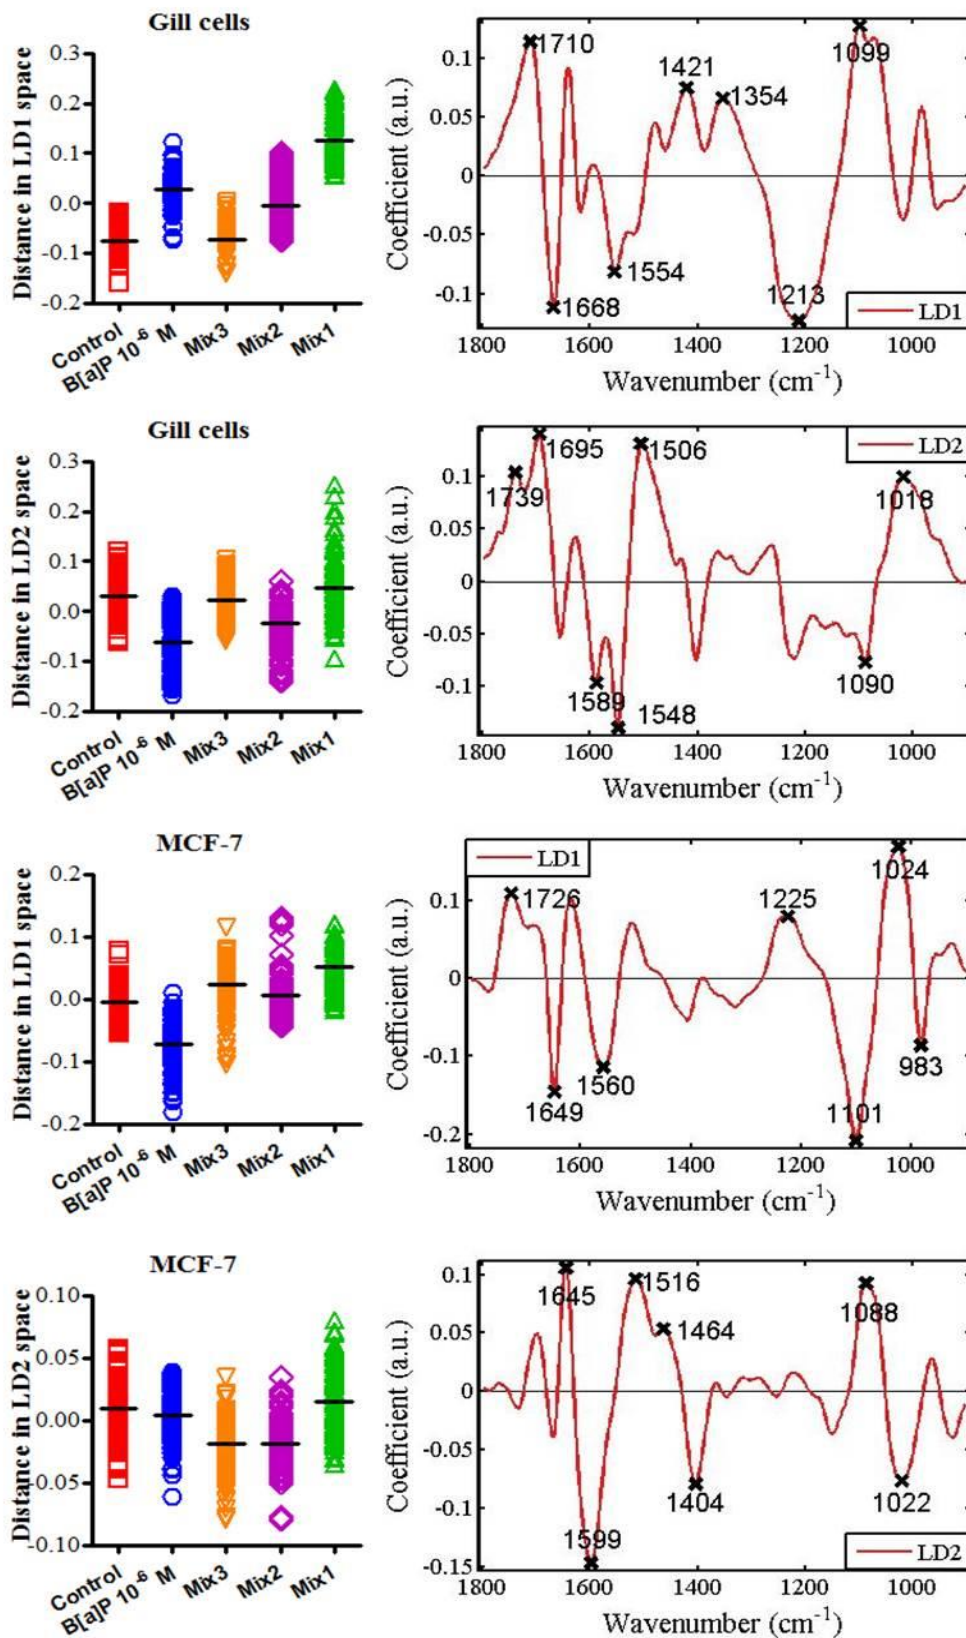 Gill cells
Distance in LD1 space
0.3
0.2
0.1
0.0
-0.1
-0.2
Control
B[a]P 10⁻⁶ M
Mix3
Mix2
Mix1
Coefficient (a.u.)
0.1
0.05
0
-0.05
-0.1
1710
1668
1554
1421
1354
1213
1099
LD1
1800
1600
1400
1200
1000
Wavenumber (cm⁻¹)
Gill cells
Distance in LD2 space
0.3
0.2
0.1
0.0
-0.1
-0.2
Control
B[a]P 10⁻⁶ M
Mix3
Mix2
Mix1
Coefficient (a.u.)
0.1
0.05
0
-0.05
-0.1
1739
1695
1589
1548
1506
1090
1018
LD2
1800
1600
1400
1200
1000
Wavenumber (cm⁻¹)
MCF-7
Distance in LD1 space
0.2
0.1
0.0
-0.1
-0.2
Control
B[a]P 10⁻⁶ M
Mix3
Mix2
Mix1
Coefficient (a.u.)
0.1
0
-0.1
-0.2
LD1
1726
1649
1560
1225
1101
1024
983
1800
1600
1400
1200
1000
Wavenumber (cm⁻¹)
MCF-7
Distance in LD2 space
0.10
0.05
0.00
-0.05
-0.10
Control
B[a]P 10⁻⁶ M
Mix3
Mix2
Mix1
Coefficient (a.u.)
0.1
0.05
0
-0.05
-0.1
-0.15
1645
1599
1516
1464
1404
1088
1022
LD2
1800
1600
1400
1200
1000
Wavenumber (cm⁻¹)